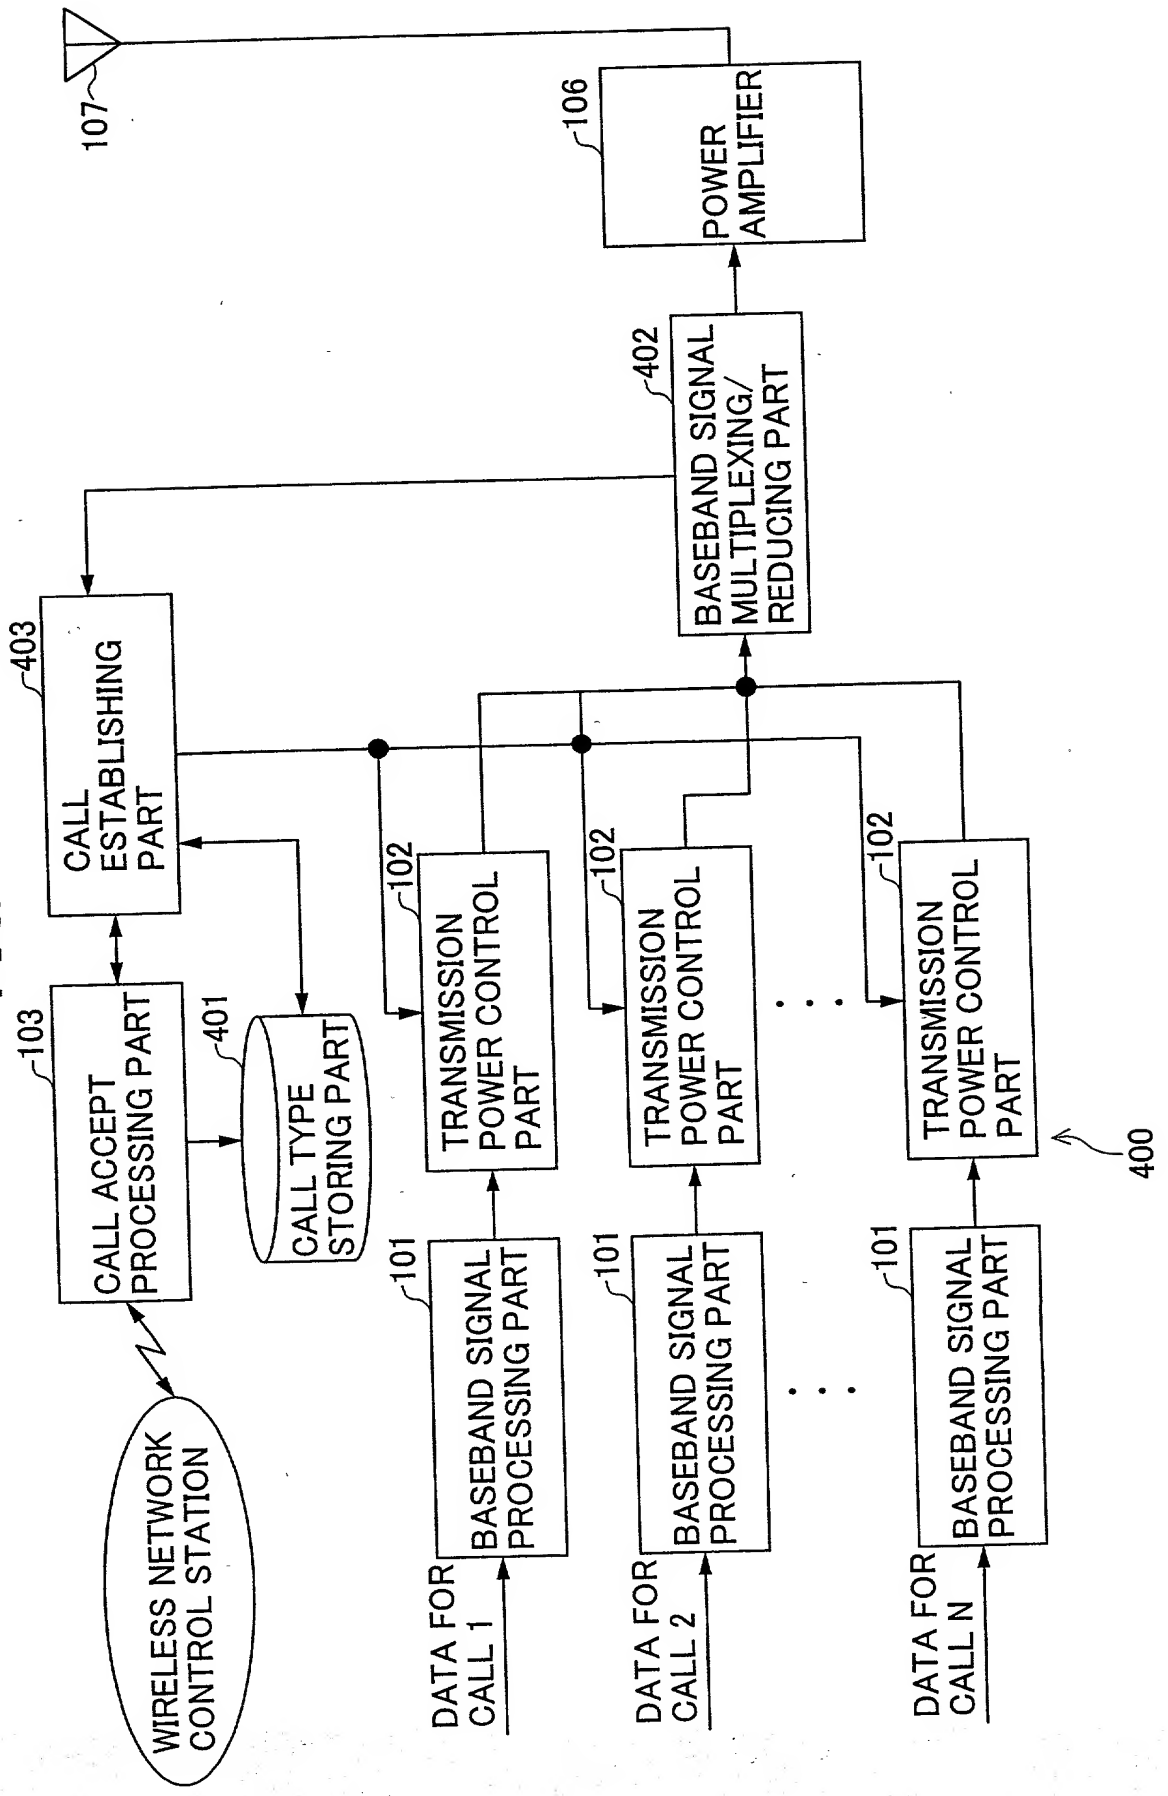 WIRELESS NETWORK
CONTROL STATION
103
CALL ACCEPT
PROCESSING PART
403
CALL
ESTABLISHING
PART
107
401
CALL TYPE
STORING PART
DATA FOR
CALL 1
101
BASEBAND SIGNAL
PROCESSING PART
102
TRANSMISSION
POWER CONTROL
PART
DATA FOR
CALL 2
101
BASEBAND SIGNAL
PROCESSING PART
102
TRANSMISSION
POWER CONTROL
PART
402
BASEBAND SIGNAL
MULTIPLEXING/
REDUCING PART
106
POWER
AMPLIFIER
DATA FOR
CALL N
101
BASEBAND SIGNAL
PROCESSING PART
102
TRANSMISSION
POWER CONTROL
PART
400